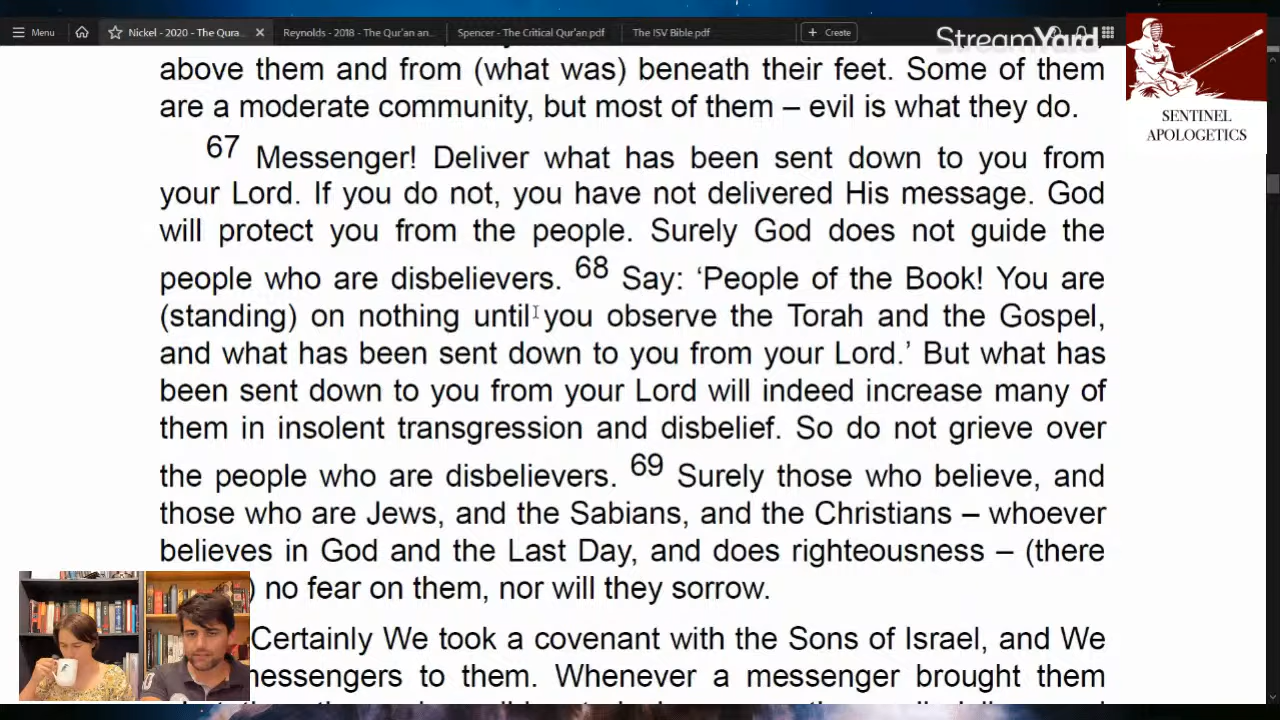 Menu
Nickel - 2020 - The Qura...
Reynolds - 2018 - The Qur'an an...
Spencer - The Critical Qur'an.pdf
The ISV Bible.pdf
+ Create
StreamYard
SENTINEL
APOLOGETICS
above them and from (what was) beneath their feet. Some of them
are a moderate community, but most of them – evil is what they do.
67 Messenger! Deliver what has been sent down to you from
your Lord. If you do not, you have not delivered His message. God
will protect you from the people. Surely God does not guide the
people who are disbelievers. 68 Say: ‘People of the Book! You are
(standing) on nothing until you observe the Torah and the Gospel,
and what has been sent down to you from your Lord.’ But what has
been sent down to you from your Lord will indeed increase many of
them in insolent transgression and disbelief. So do not grieve over
the people who are disbelievers. 69 Surely those who believe, and
those who are Jews, and the Sabians, and the Christians – whoever
believes in God and the Last Day, and does righteousness – (there
) no fear on them, nor will they sorrow.
Certainly We took a covenant with the Sons of Israel, and We
messengers to them. Whenever a messenger brought them